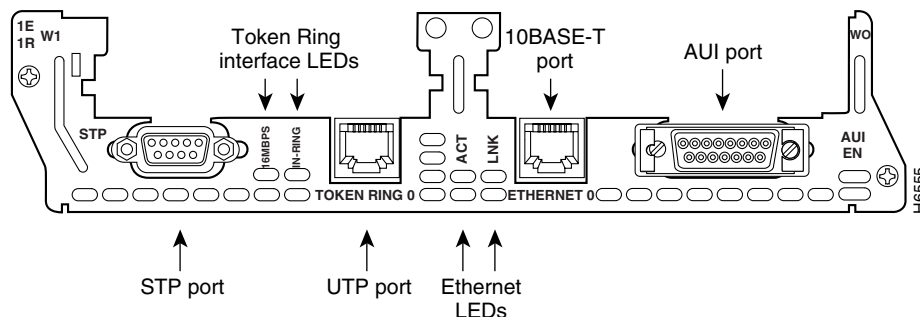 1E
1R
W1
Token Ring
interface LEDs
10BASE-T
port
AUI port
WO
STP
16MBPS
IN-RING
ACT
LNK
AUI
EN
TOKEN RING 0
ETHERNET 0
H6555
STP port
UTP port
Ethernet
LEDs